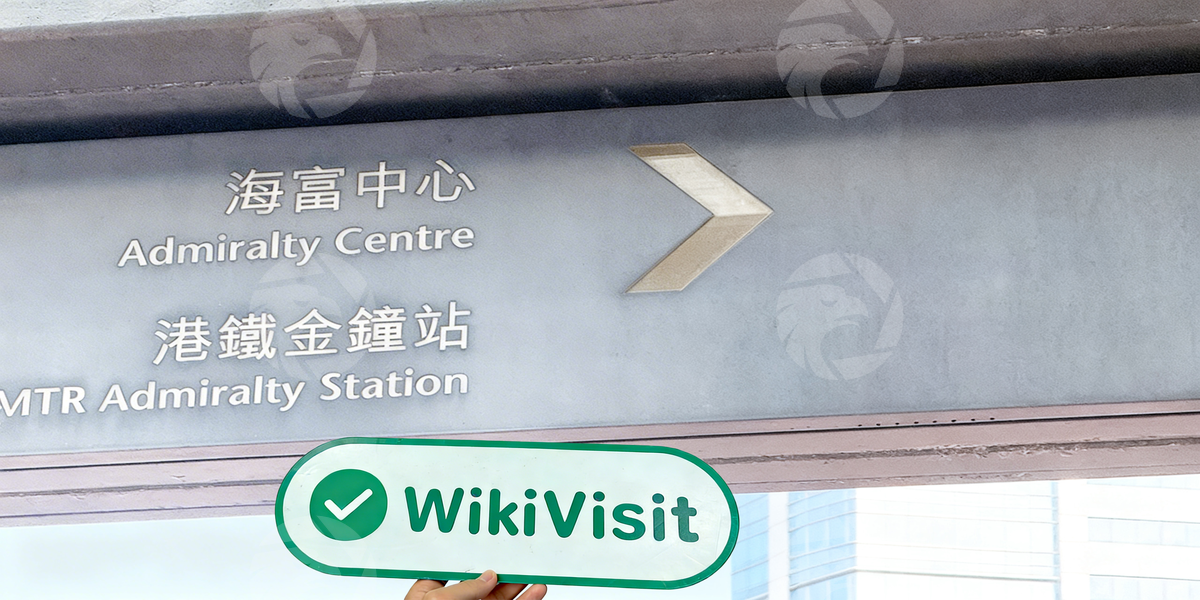 海富中心
Admiralty Centre
港鐵金鐘站
MTR Admiralty Station
WikiVisit